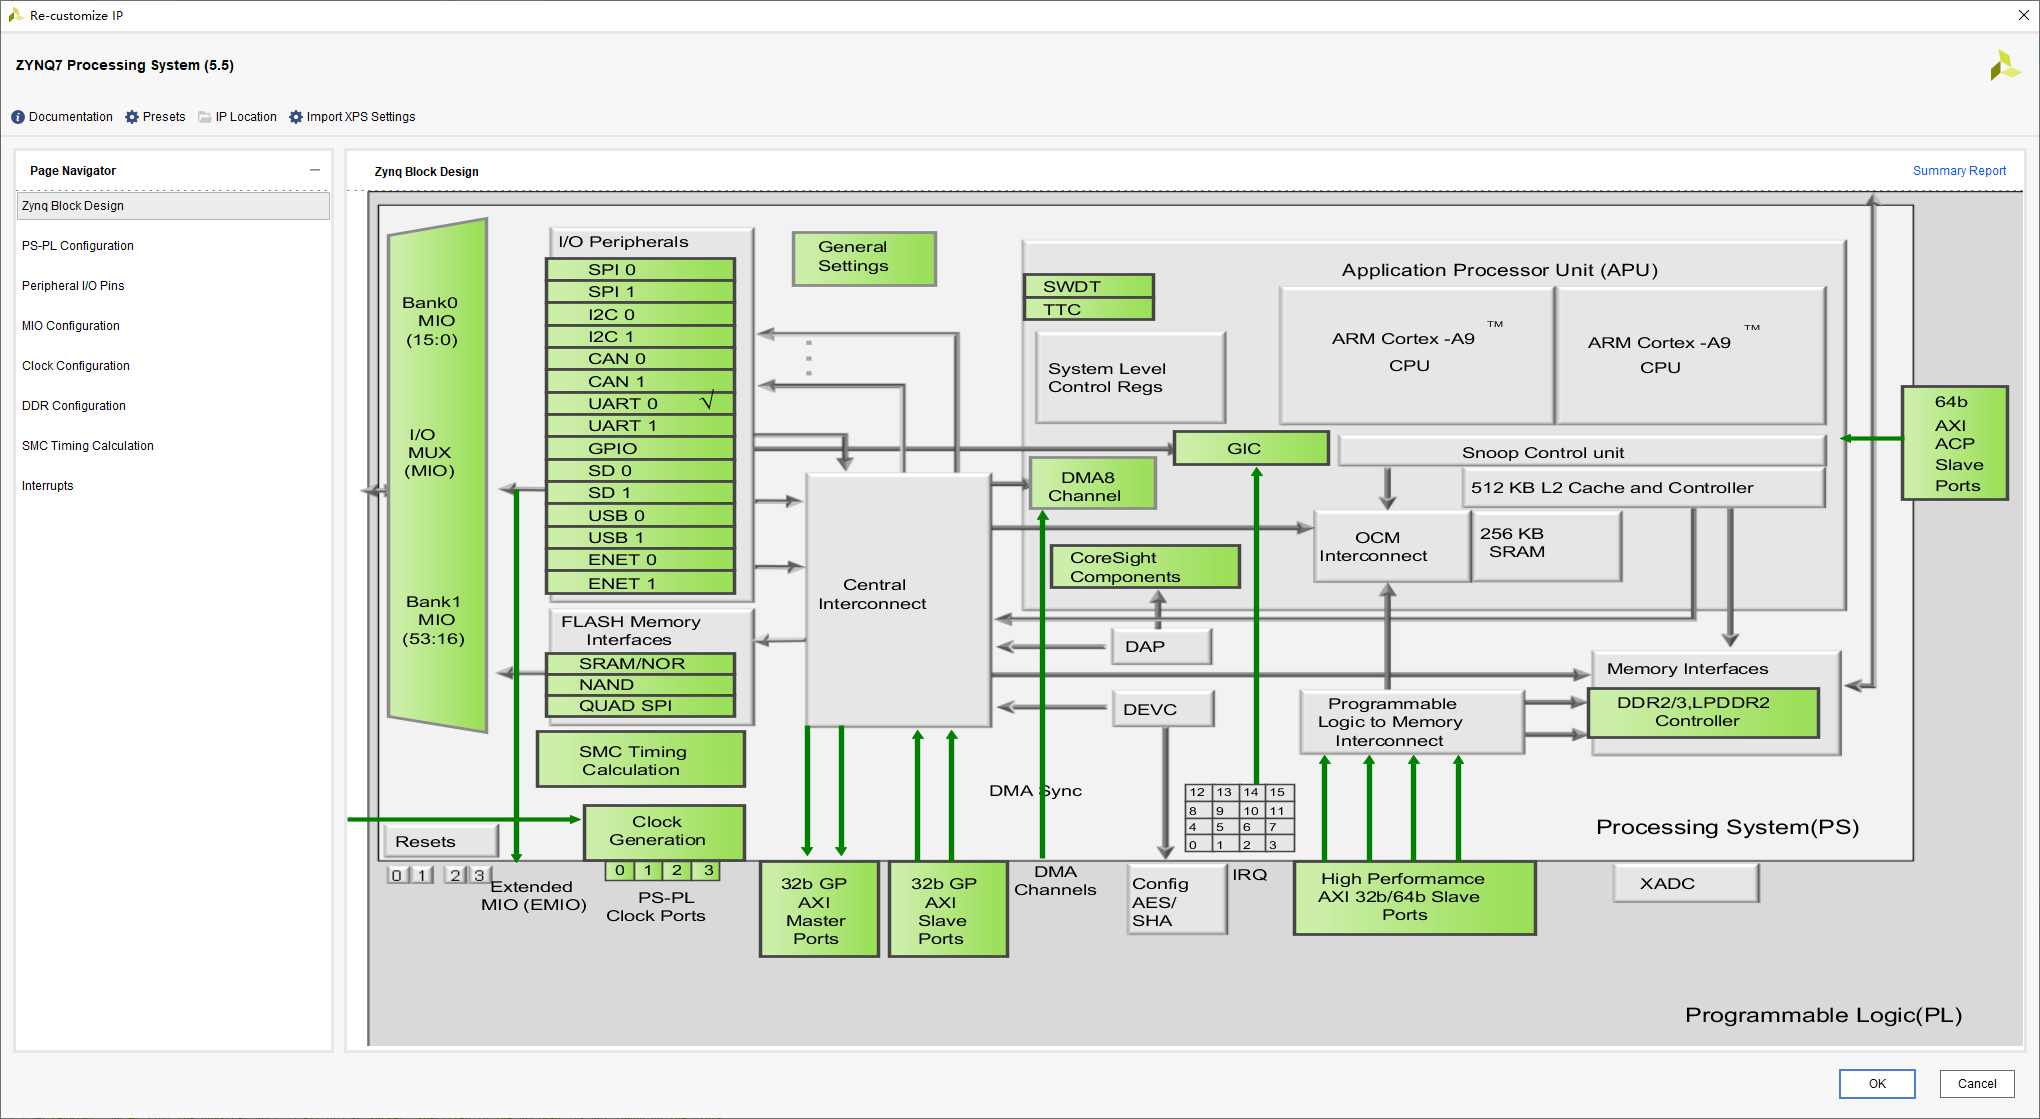 Re-customize IP
ZYNQ7 Processing System (5.5)
Documentation
Presets
IP Location
Import XPS Settings
Page Navigator
Zynq Block Design
PS-PL Configuration
Peripheral I/O Pins
MIO Configuration
Clock Configuration
DDR Configuration
SMC Timing Calculation
Interrupts
Zynq Block Design
Summary Report
Bank0
MIO
(15:0)
I/O
MUX
(MIO)
Bank1
MIO
(53:16)
I/O Peripherals
SPI 0
SPI 1
I2C 0
I2C 1
CAN 0
CAN 1
UART 0 √
UART 1
GPIO
SD 0
SD 1
USB 0
USB 1
ENET 0
ENET 1
FLASH Memory
Interfaces
SRAM/NOR
NAND
QUAD SPI
SMC Timing
Calculation
Clock
Generation
Resets
0 1 2 3
Extended
MIO (EMIO)
0 1 2 3
PS-PL
Clock Ports
General
Settings
Central
Interconnect
32b GP
AXI
Master
Ports
32b GP
AXI
Slave
Ports
DMA Sync
DMA
Channels
Application Processor Unit (APU)
SWDT
TTC
System Level
Control Regs
ARM Cortex -A9 ™
CPU
ARM Cortex -A9 ™
CPU
GIC
Snoop Control unit
DMA8
Channel
512 KB L2 Cache and Controller
OCM
Interconnect
256 KB
SRAM
CoreSight
Components
DAP
DEVC
Config
AES/
SHA
12 13 14 15
8 9 10 11
4 5 6 7
0 1 2 3
IRQ
Programmable
Logic to Memory
Interconnect
Memory Interfaces
DDR2/3,LPDDR2
Controller
High Performamce
AXI 32b/64b Slave
Ports
64b
AXI
ACP
Slave
Ports
Processing System(PS)
XADC
Programmable Logic(PL)
OK
Cancel